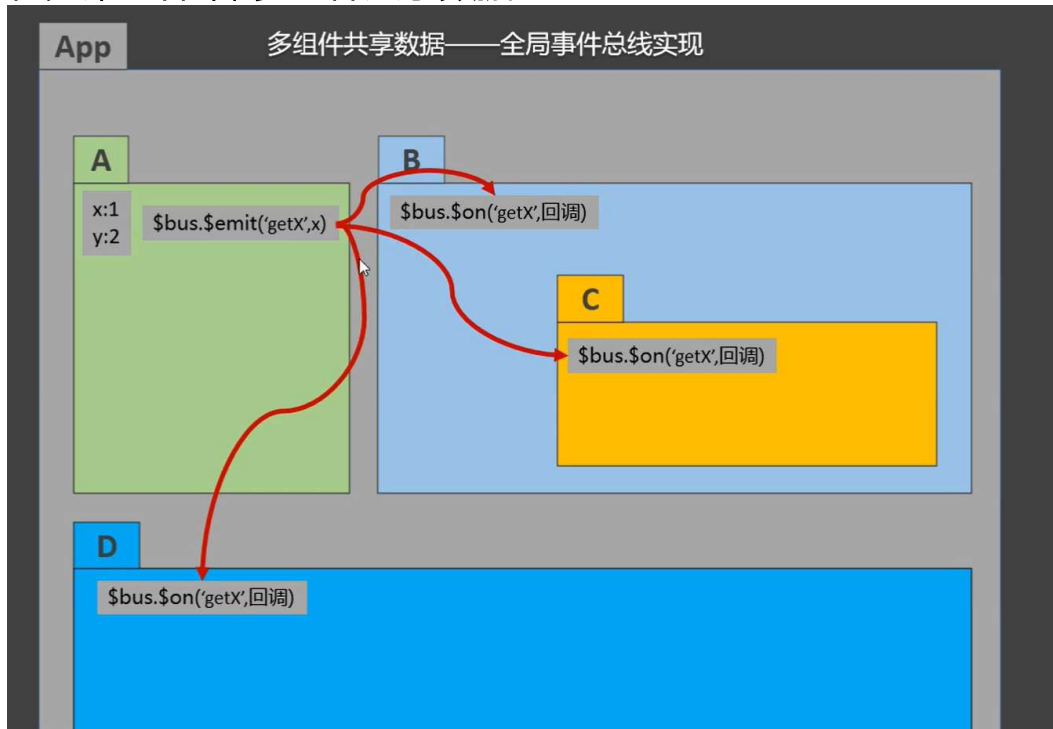 App
多组件共享数据——全局事件总线实现
A
B
x:1
y:2
$bus.$emit('getX',x)
$bus.$on('getX',回调)
C
$bus.$on('getX',回调)
D
$bus.$on('getX',回调)